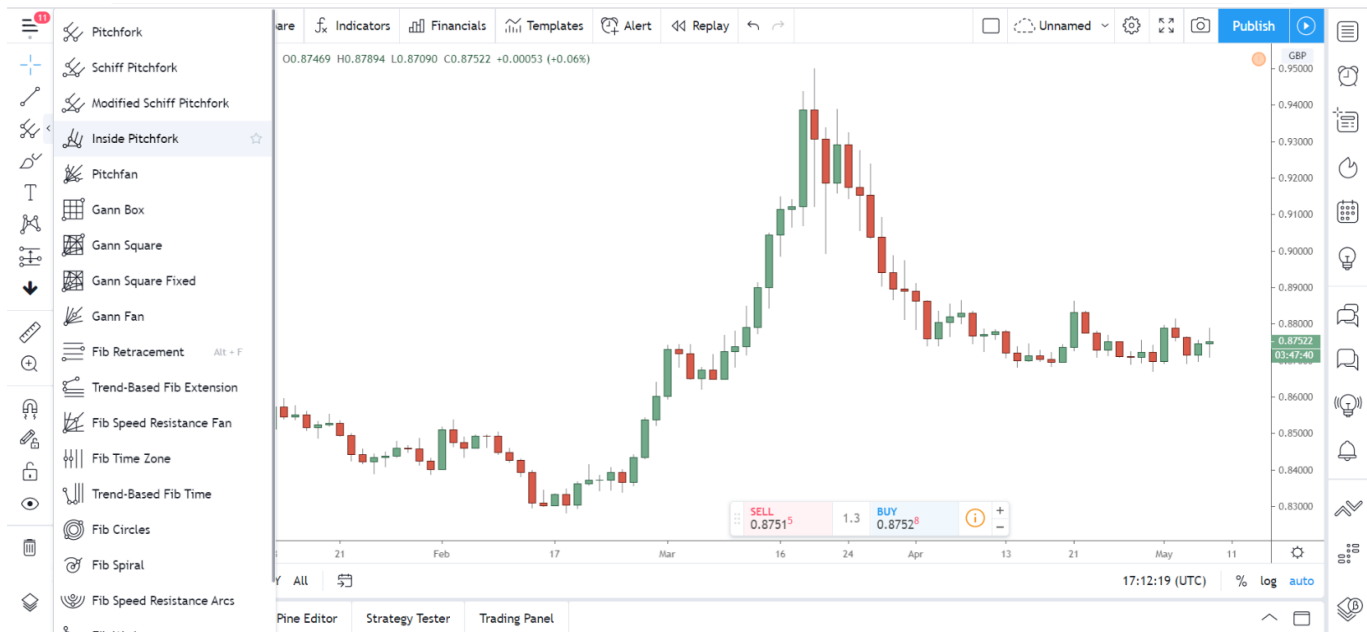 11
are
Indicators
Financials
Templates
Alert
Replay
Unnamed
Publish
Pitchfork
Schiff Pitchfork
Modified Schiff Pitchfork
Inside Pitchfork
Pitchfan
Gann Box
Gann Square
Gann Square Fixed
Gann Fan
Fib Retracement Alt + F
Trend-Based Fib Extension
Fib Speed Resistance Fan
Fib Time Zone
Trend-Based Fib Time
Fib Circles
Fib Spiral
Fib Speed Resistance Arcs
O0.87469 H0.87894 L0.87090 C0.87522 +0.00053 (+0.06%)
GBP
0.95000
0.94000
0.93000
0.92000
0.91000
0.90000
0.89000
0.88000
0.87522
03:47:40
0.86000
0.85000
0.84000
0.83000
SELL
0.87515
1.3
BUY
0.87528
21 Feb 17 Mar 16 24 Apr 13 21 May 11
Y All
17:12:19 (UTC) % log auto
Pine Editor Strategy Tester Trading Panel